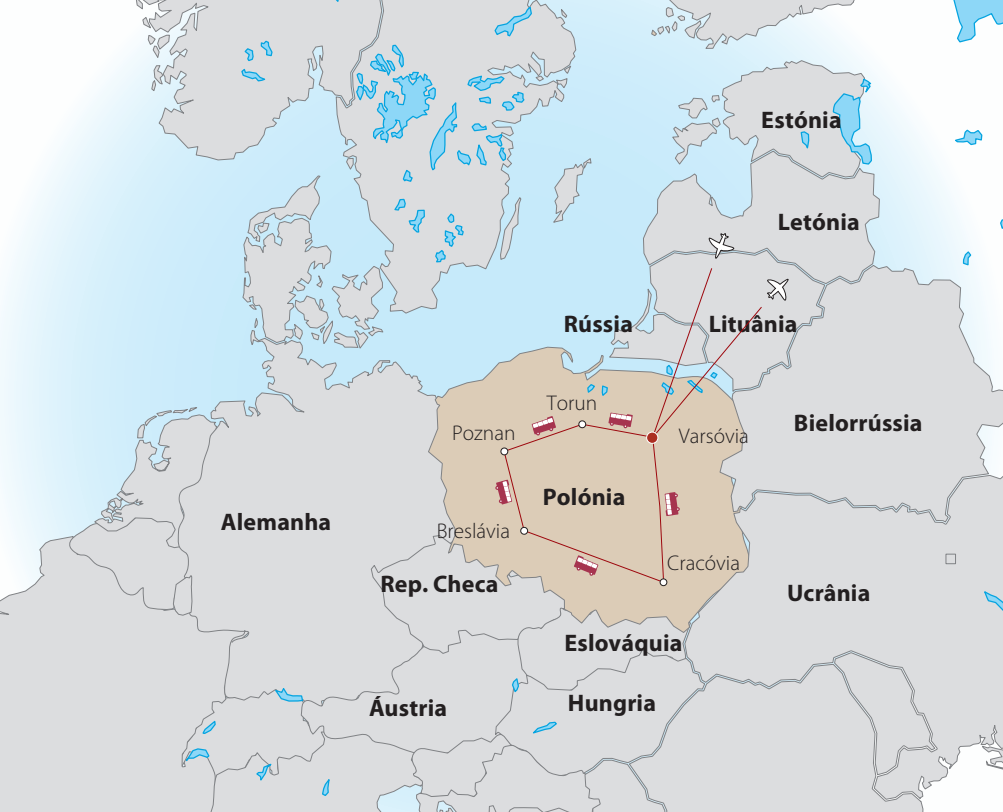 Estónia
Letónia
Rússia
Lituânia
Torun
Poznan
Varsóvia
Bielorrússia
Polónia
Alemanha
Breslávia
Cracóvia
Rep. Checa
Ucrânia
Eslováquia
Hungria
Áustria